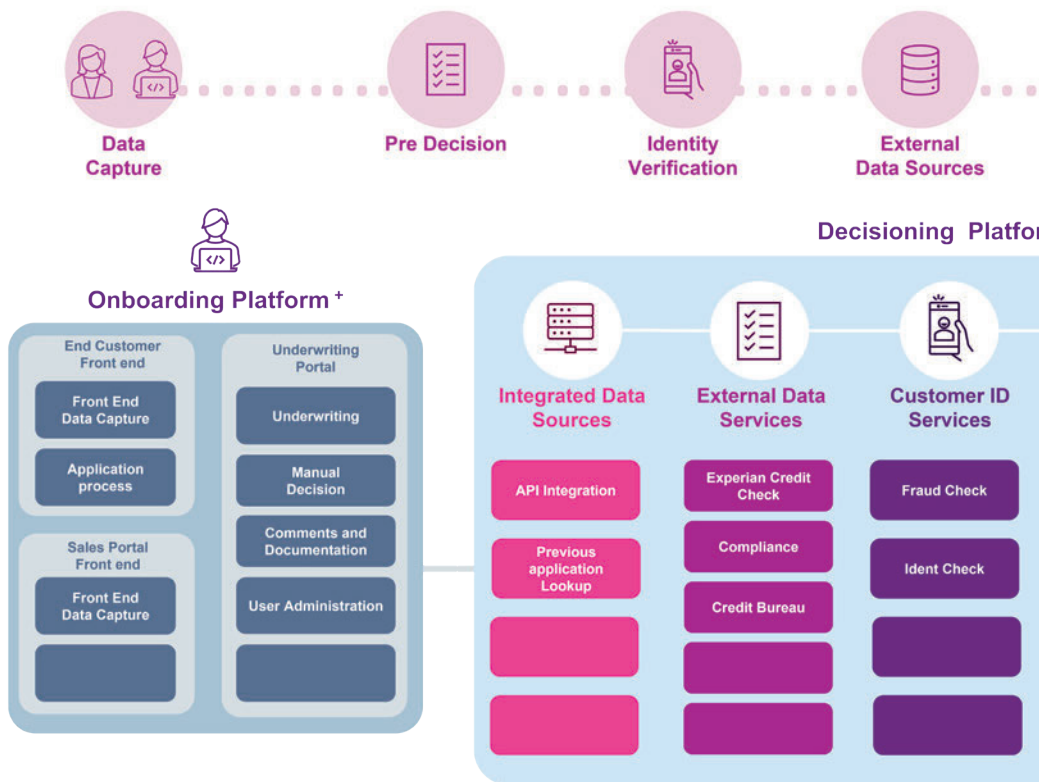 Data
Capture
Pre Decision
Identity
Verification
External
Data Sources
</>
Onboarding Platform +
</>
End Customer
Front end
Front End
Data Capture
Application
process
Sales Portal
Front end
Front End
Data Capture
Underwriting
Portal
Underwriting
Manual
Decision
Comments and
Documentation
User Administration
Decisioning Platfor
Integrated Data
Sources
API Integration
Previous
application
Lookup
External Data
Services
Experian Credit
Check
Compliance
Credit Bureau
Customer ID
Services
Fraud Check
Ident Check